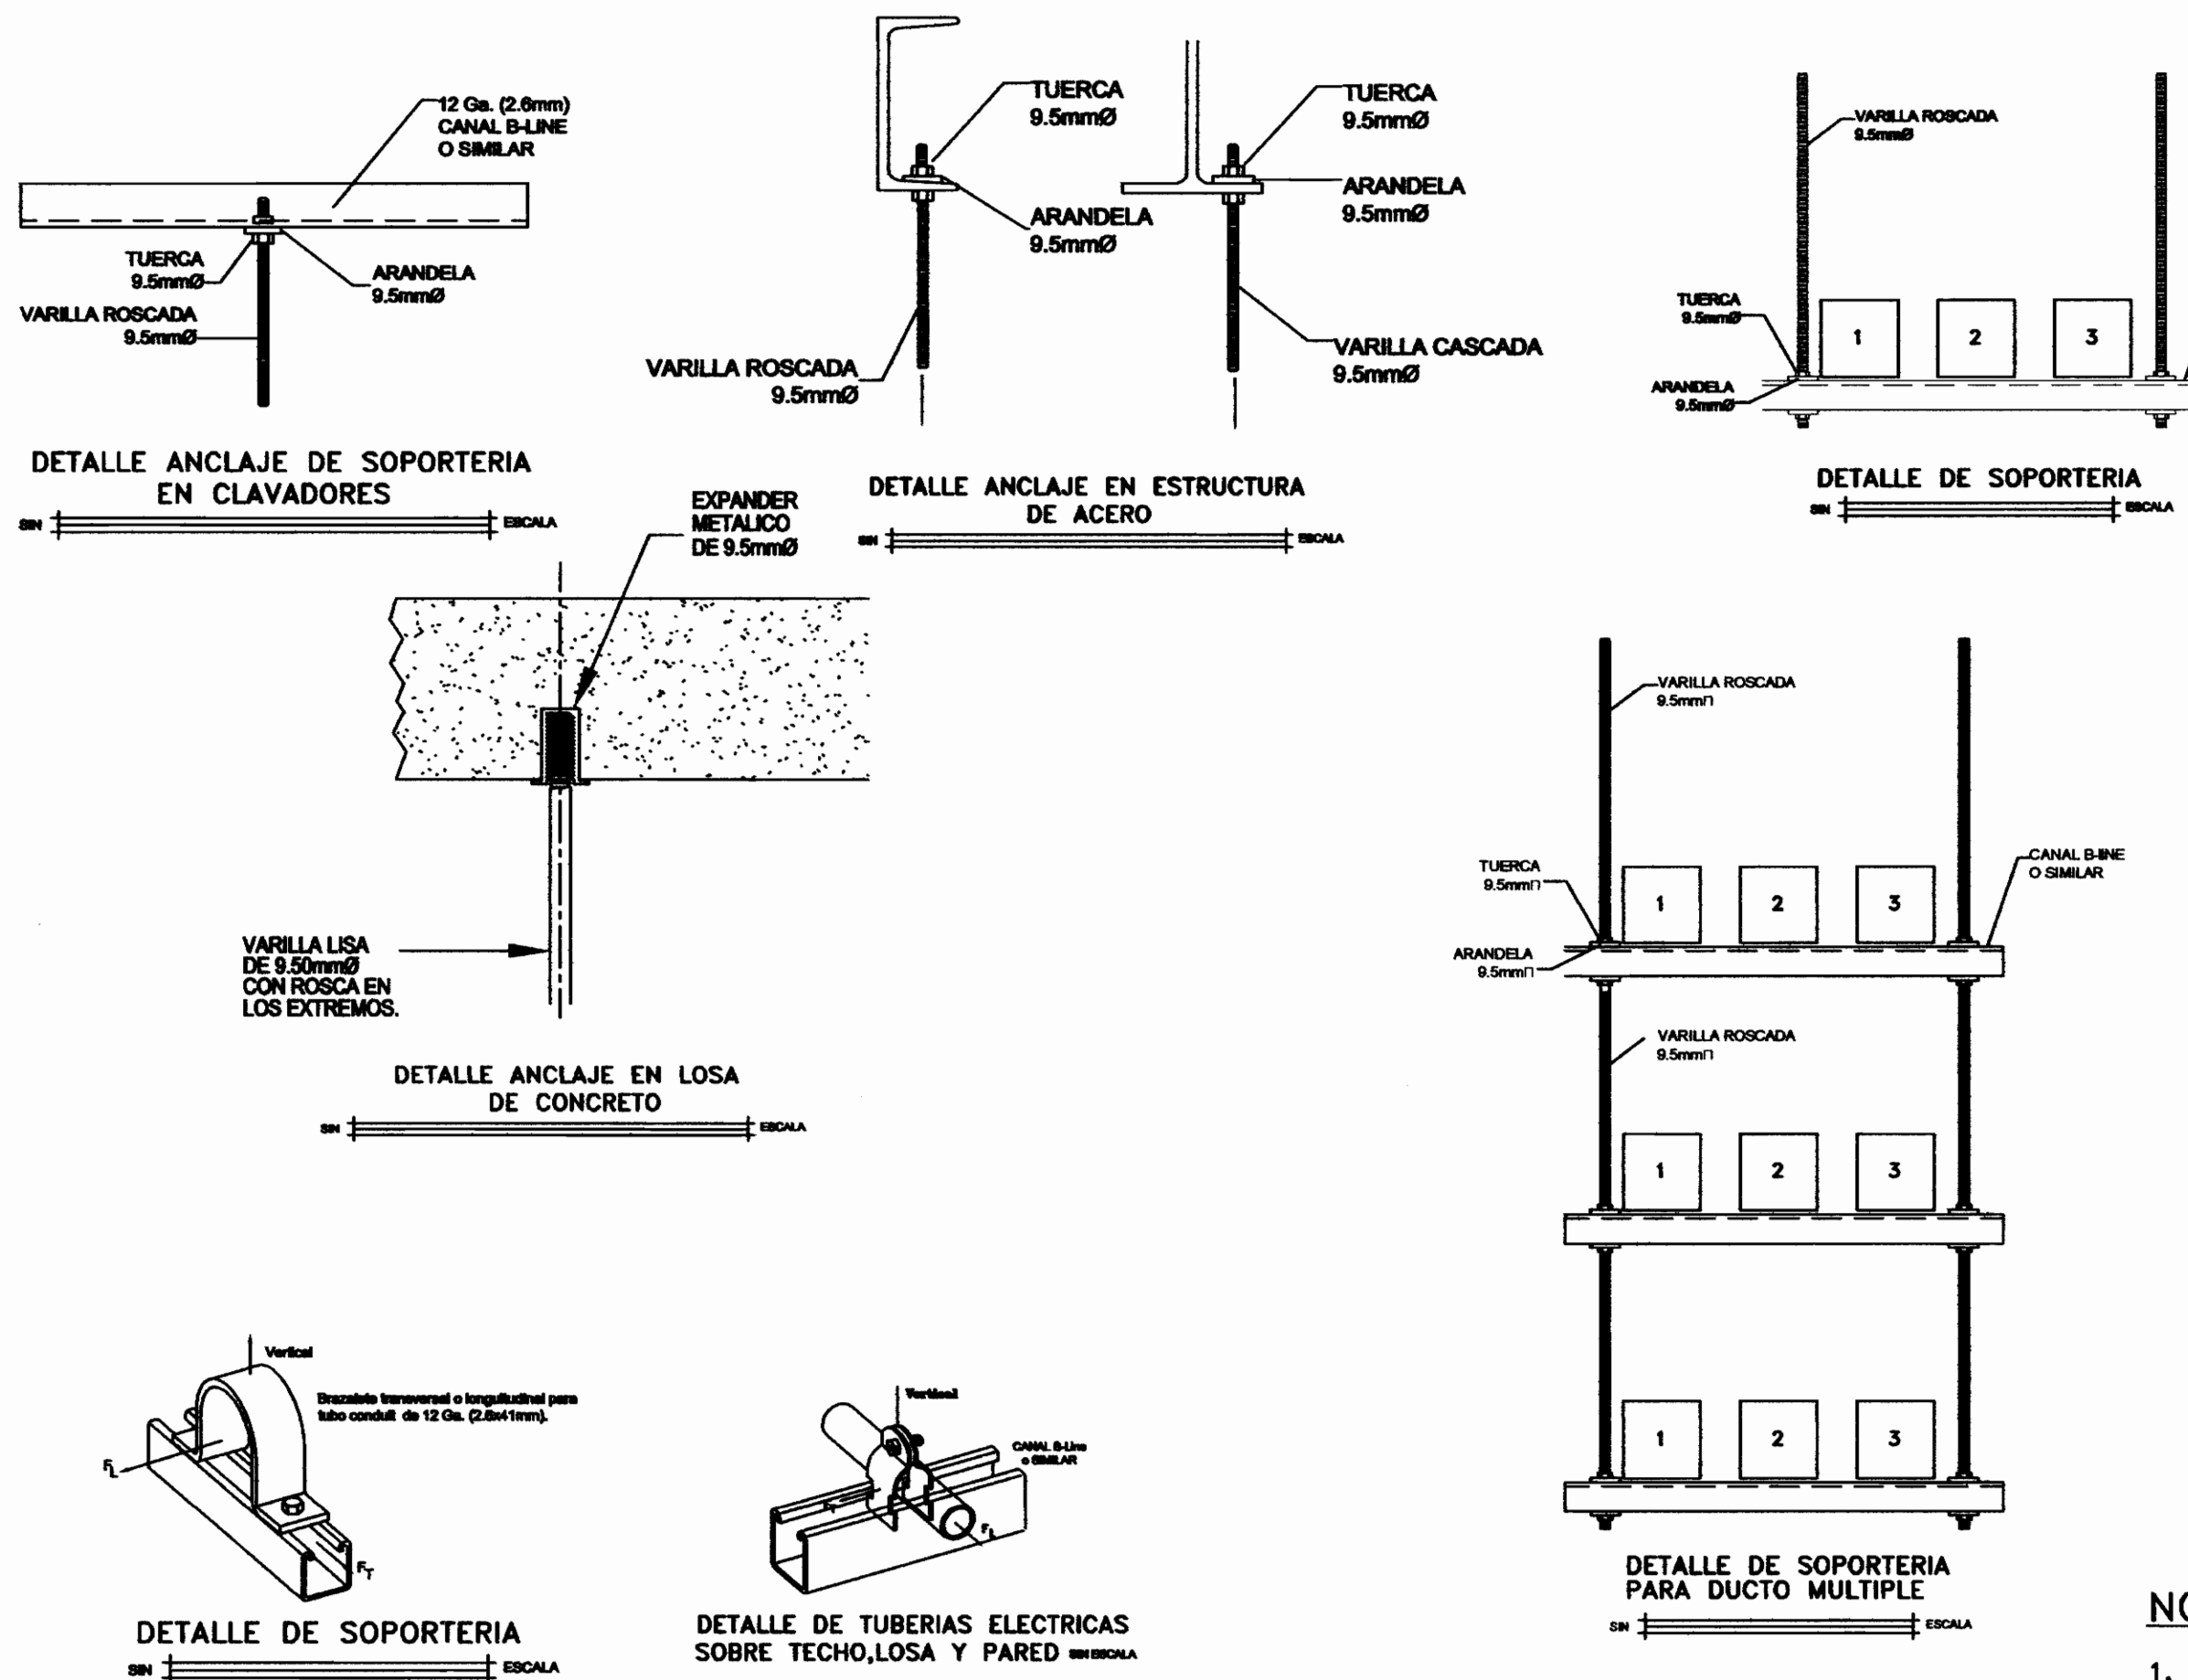 12 Ga. (2.6mm)
CANAL B-LINE
O SIMILAR
TUERCA
9.5mmØ
ARANDELA
9.5mmØ
VARILLA ROSCADA
9.5mmØ
DETALLE ANCLAJE DE SOPORTERIA
EN CLAVADORES
SIN ESCALA
TUERCA
9.5mmØ
ARANDELA
9.5mmØ
VARILLA ROSCADA
9.5mmØ
TUERCA
9.5mmØ
ARANDELA
9.5mmØ
VARILLA CASCADA
9.5mmØ
DETALLE ANCLAJE EN ESTRUCTURA
DE ACERO
SIN ESCALA
VARILLA ROSCADA
9.5mmØ
TUERCA
9.5mmØ
1 2 3
ARANDELA
9.5mmØ
DETALLE DE SOPORTERIA
SIN ESCALA
EXPANDER
METALICO
DE 9.5mmØ
VARILLA LISA
DE 9.50mmØ
CON ROSCA EN
LOS EXTREMOS.
DETALLE ANCLAJE EN LOSA
DE CONCRETO
SIN ESCALA
VARILLA ROSCADA
9.5mm∏
TUERCA
9.5mm∏
CANAL B-LINE
O SIMILAR
1 2 3
ARANDELA
9.5mm∏
VARILLA ROSCADA
9.5mm∏
1 2 3
1 2 3
DETALLE DE SOPORTERIA
PARA DUCTO MULTIPLE
SIN ESCALA
Vertical
Brazalete transversal o longuitudinal para
tubo conduit de 12 Ga. (2.6x41mm).
FL
FT
DETALLE DE SOPORTERIA
SIN ESCALA
Vertical
CANAL B-Line
o SIMILAR
FT
FL
DETALLE DE TUBERIAS ELECTRICAS
SOBRE TECHO,LOSA Y PARED SIN ESCALA
NO
1.